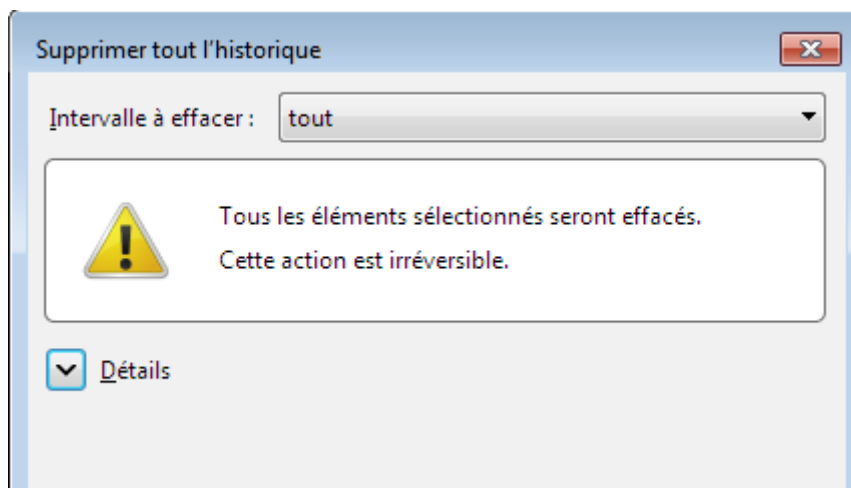 Supprimer tout l'historique
Intervalle à effacer : tout
Tous les éléments sélectionnés seront effacés.
Cette action est irréversible.
Détails